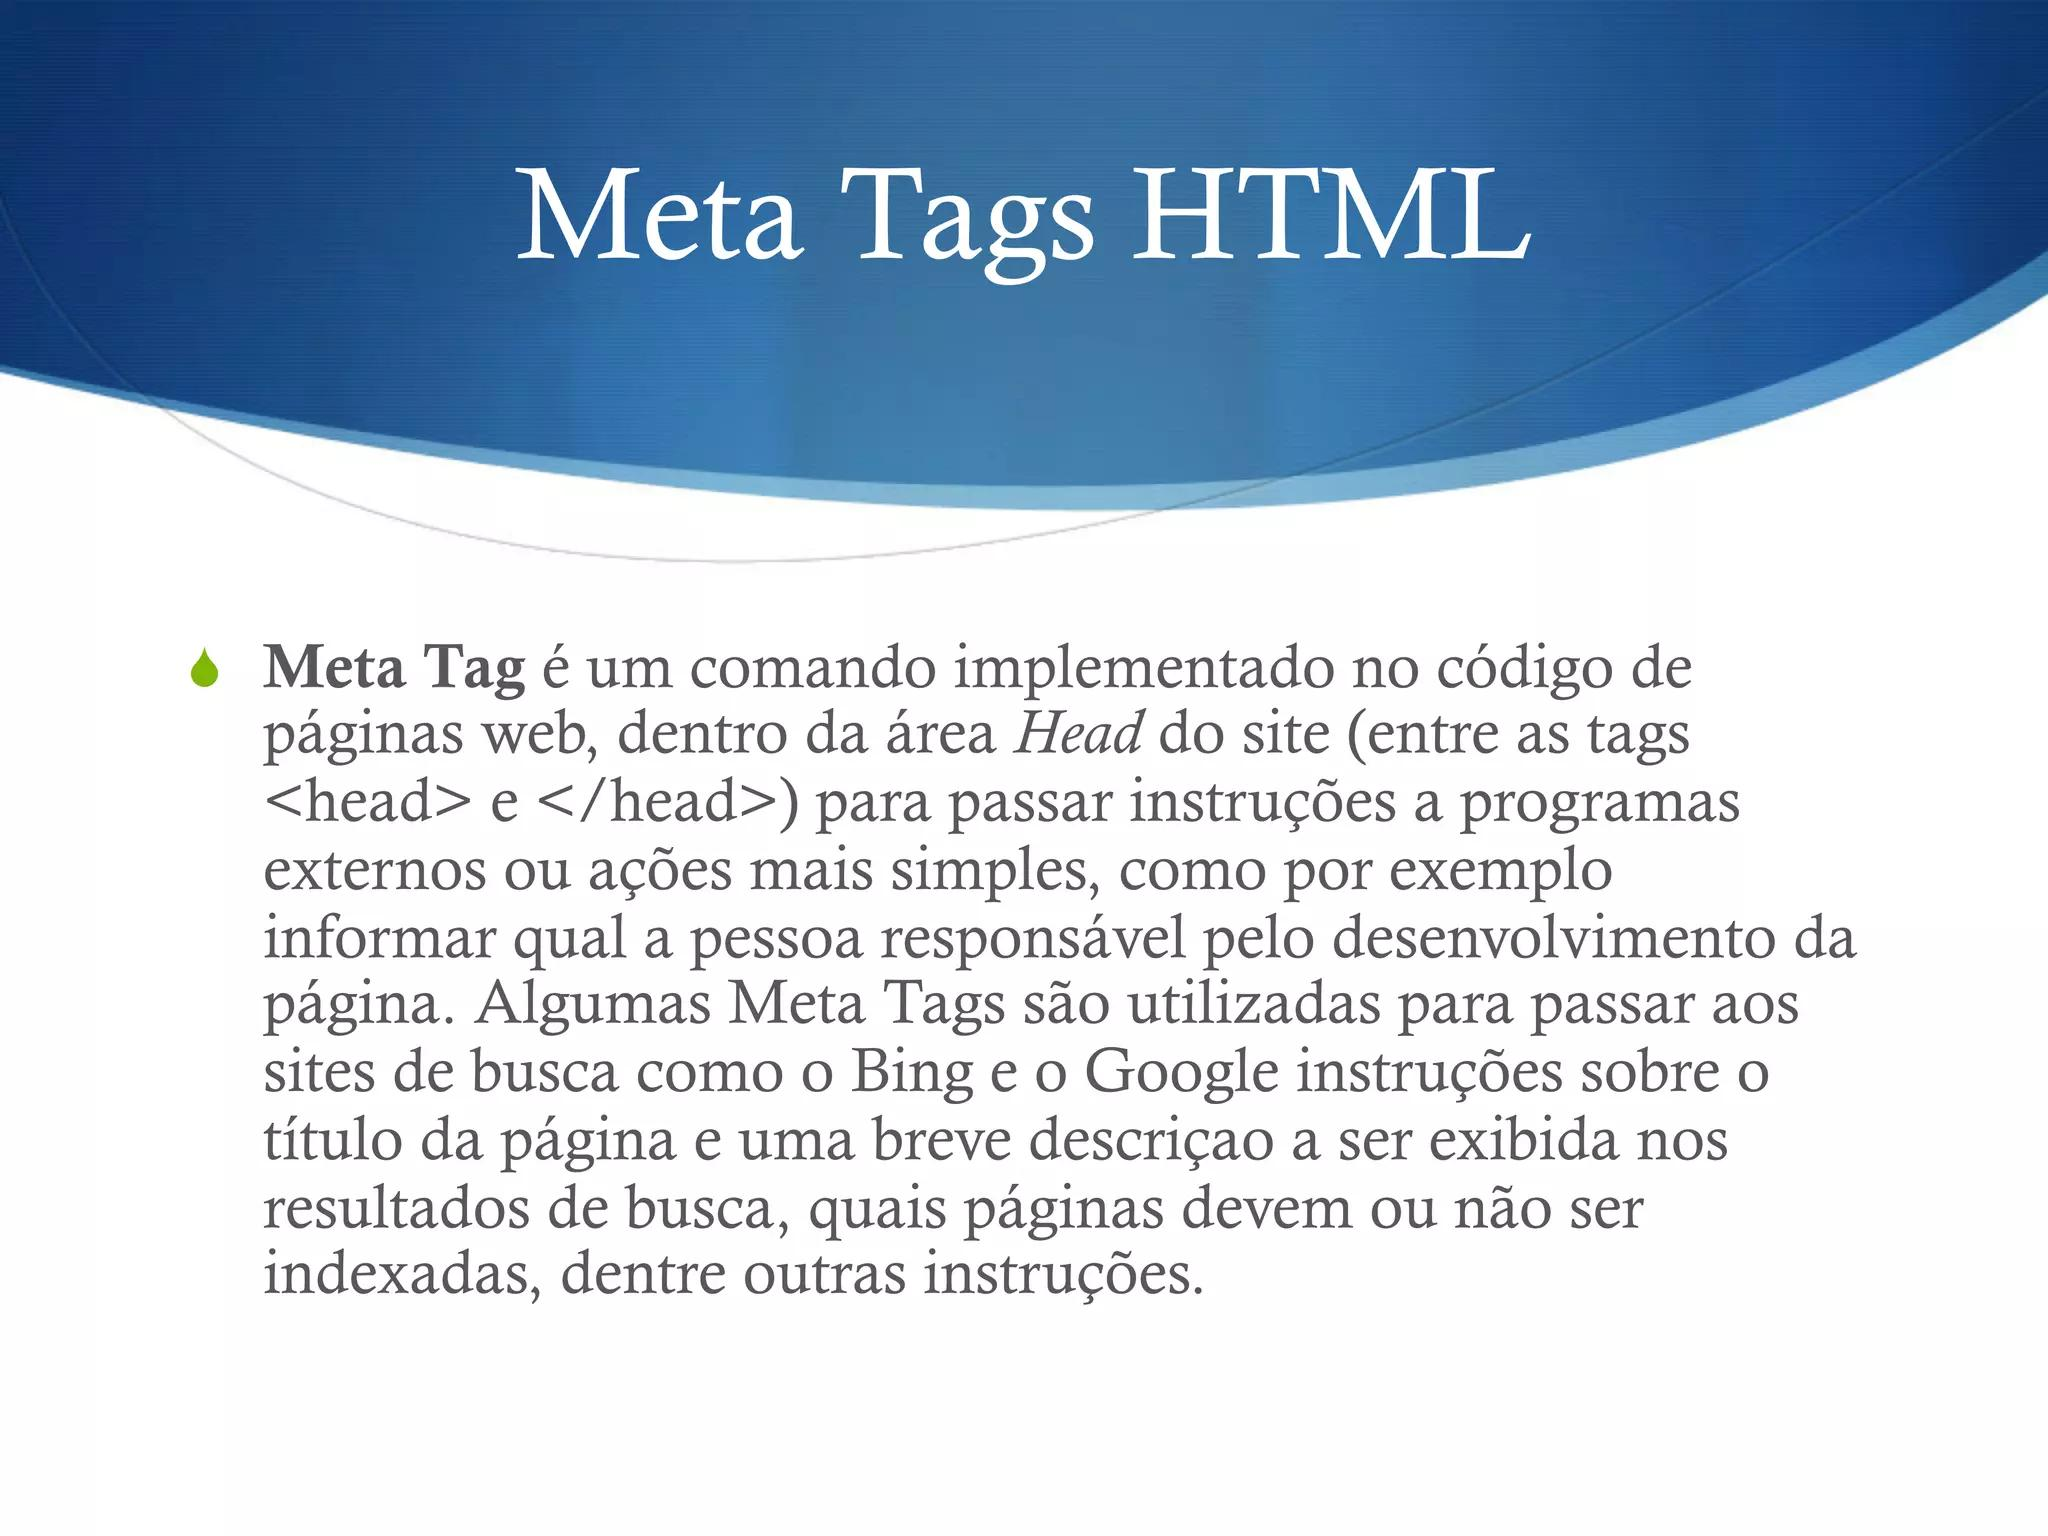 Meta Tags HTML
Meta Tag é um comando implementado no código de
páginas web, dentro da área Head do site (entre as tags
<head> e </head>) para passar instruções a programas
externos ou ações mais simples, como por exemplo
informar qual a pessoa responsável pelo desenvolvimento da
página. Algumas Meta Tags são utilizadas para passar aos
sites de busca como o Bing e o Google instruções sobre o
título da página e uma breve descriçao a ser exibida nos
resultados de busca, quais páginas devem ou não ser
indexadas, dentre outras instruções.